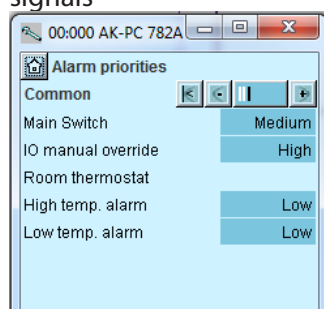 signals
00:000 AK-PC 782A
Alarm priorities
Common
Main Switch Medium
IO manual override High
Room thermostat
High temp. alarm Low
Low temp. alarm Low